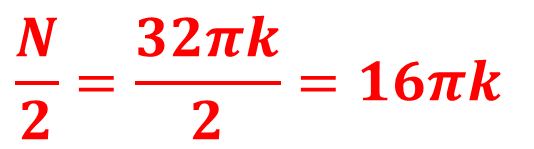 N/2 = 32πk/2 = 16πk